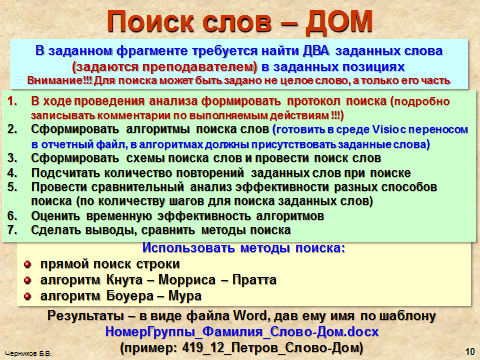 Поиск слов – ДОМ
В заданном фрагменте требуется найти ДВА заданных слова
(задаются преподавателем) в заданных позициях
Внимание!!! Для поиска может быть задано не целое слово, а только его часть
1. В ходе проведения анализа формировать протокол поиска (подробно
записывать комментарии по выполняемым действиям !!!)
2. Сформировать алгоритмы поиска слов (готовить в среде Visio с переносом
в отчетный файл, в алгоритмах должны присутствовать заданные слова)
3. Сформировать схемы поиска слов и провести поиск слов
4. Подсчитать количество повторений заданных слов при поиске
5. Провести сравнительный анализ эффективности разных способов
поиска (по количеству шагов для поиска заданных слов)
6. Оценить временную эффективность алгоритмов
7. Сделать выводы, сравнить методы поиска
Использовать методы поиска:
прямой поиск строки
алгоритм Кнута – Морриса – Пратта
алгоритм Боуера – Мура
Результаты – в виде файла Word, дав ему имя по шаблону
НомерГруппы_Фамилия_Слово-Дом.docx
(пример: 419_12_Петров_Слово-Дом)
Черников Б.В.
10